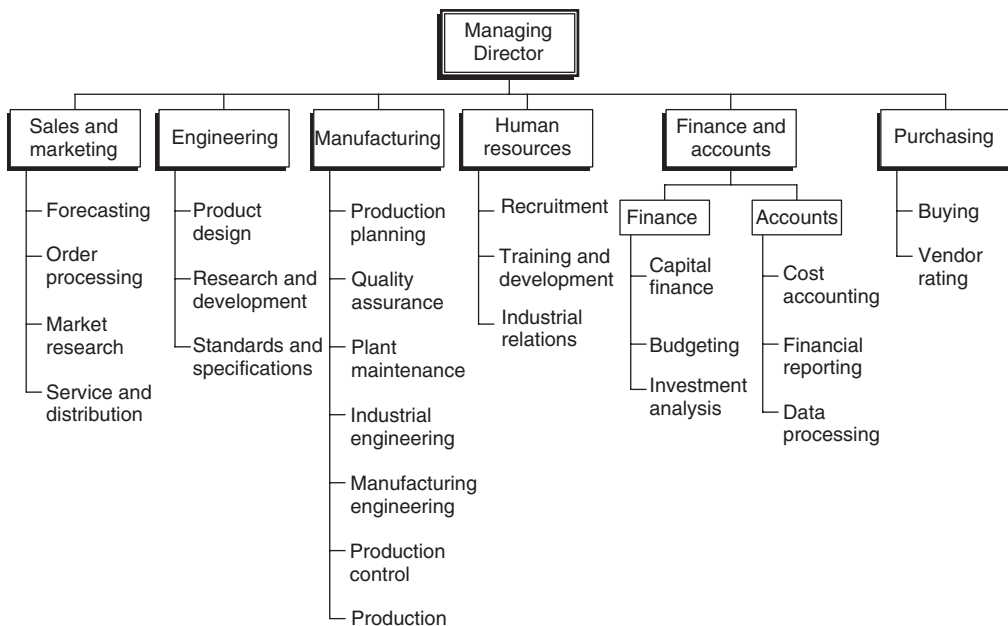 Managing
Director
Sales and
marketing
Engineering
Manufacturing
Human
resources
Finance and
accounts
Purchasing
Forecasting
Order
processing
Market
research
Service and
distribution
Product
design
Research and
development
Standards and
specifications
Production
planning
Quality
assurance
Plant
maintenance
Industrial
engineering
Manufacturing
engineering
Production
control
Production
Recruitment
Training and
development
Industrial
relations
Finance
Capital
finance
Budgeting
Investment
analysis
Accounts
Cost
accounting
Financial
reporting
Data
processing
Buying
Vendor
rating